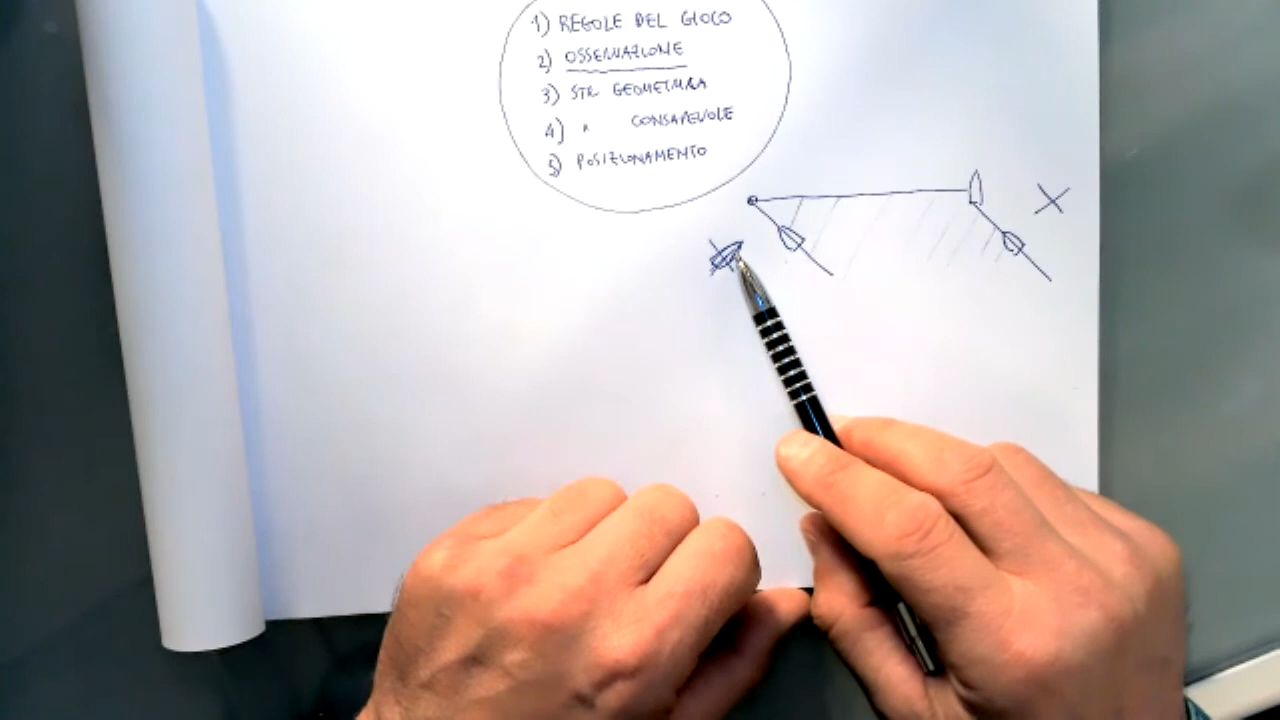 1) REGOLE DEL GIOCO
2) OSSERVAZIONE
3) STR GEOMETRICA
4) " CONSAPEVOLE
5) POSIZIONAMENTO